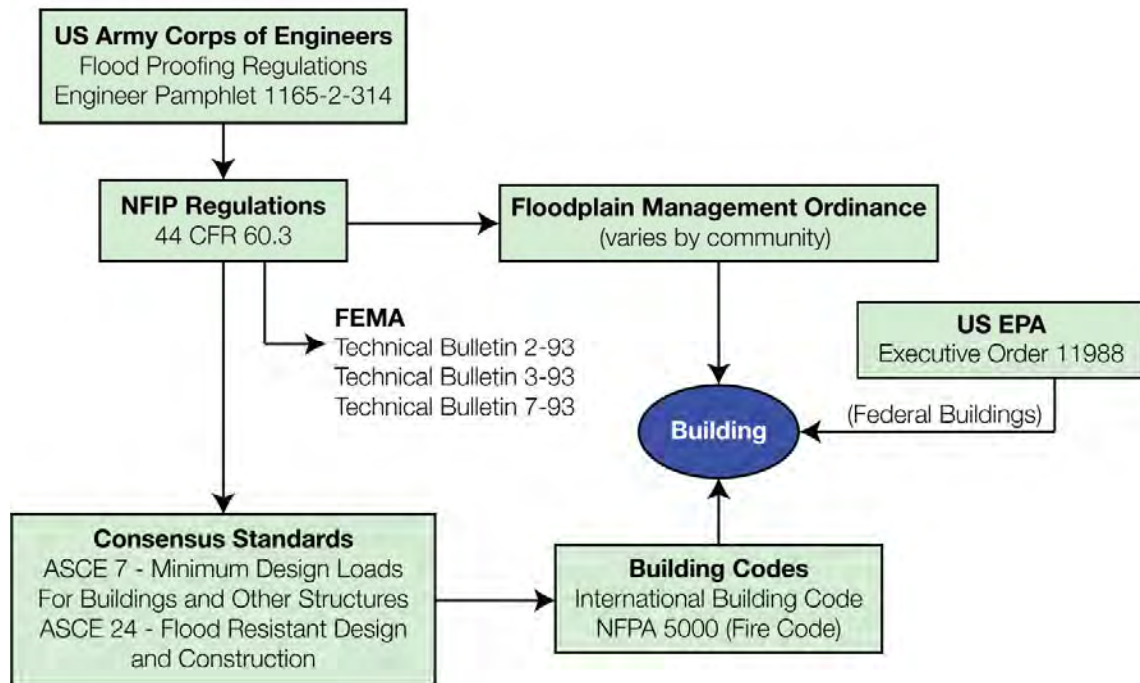 US Army Corps of Engineers
Flood Proofing Regulations
Engineer Pamphlet 1165-2-314
NFIP Regulations
44 CFR 60.3
Floodplain Management Ordinance
(varies by community)
FEMA
Technical Bulletin 2-93
Technical Bulletin 3-93
Technical Bulletin 7-93
US EPA
Executive Order 11988
(Federal Buildings)
Building
Consensus Standards
ASCE 7 - Minimum Design Loads
For Buildings and Other Structures
ASCE 24 - Flood Resistant Design
and Construction
Building Codes
International Building Code
NFPA 5000 (Fire Code)